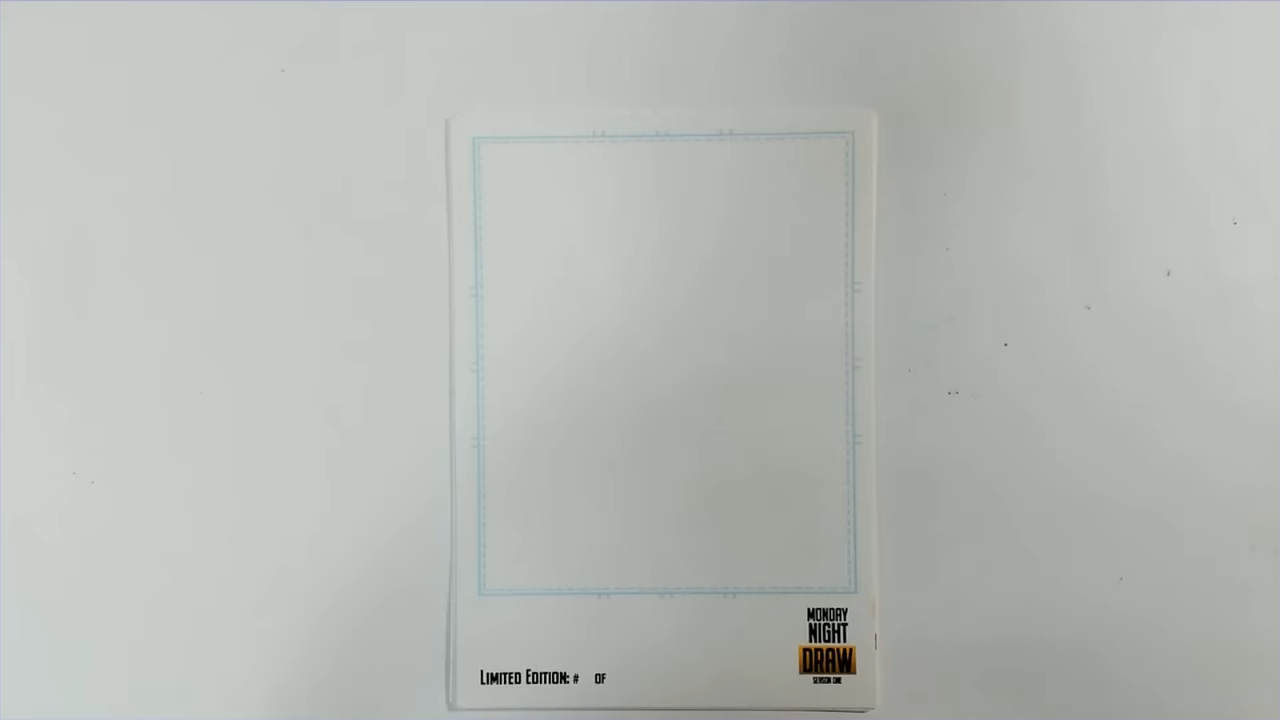 MONDAY
NIGHT
DRAW
SEASON ONE
LIMITED EDITION: # OF